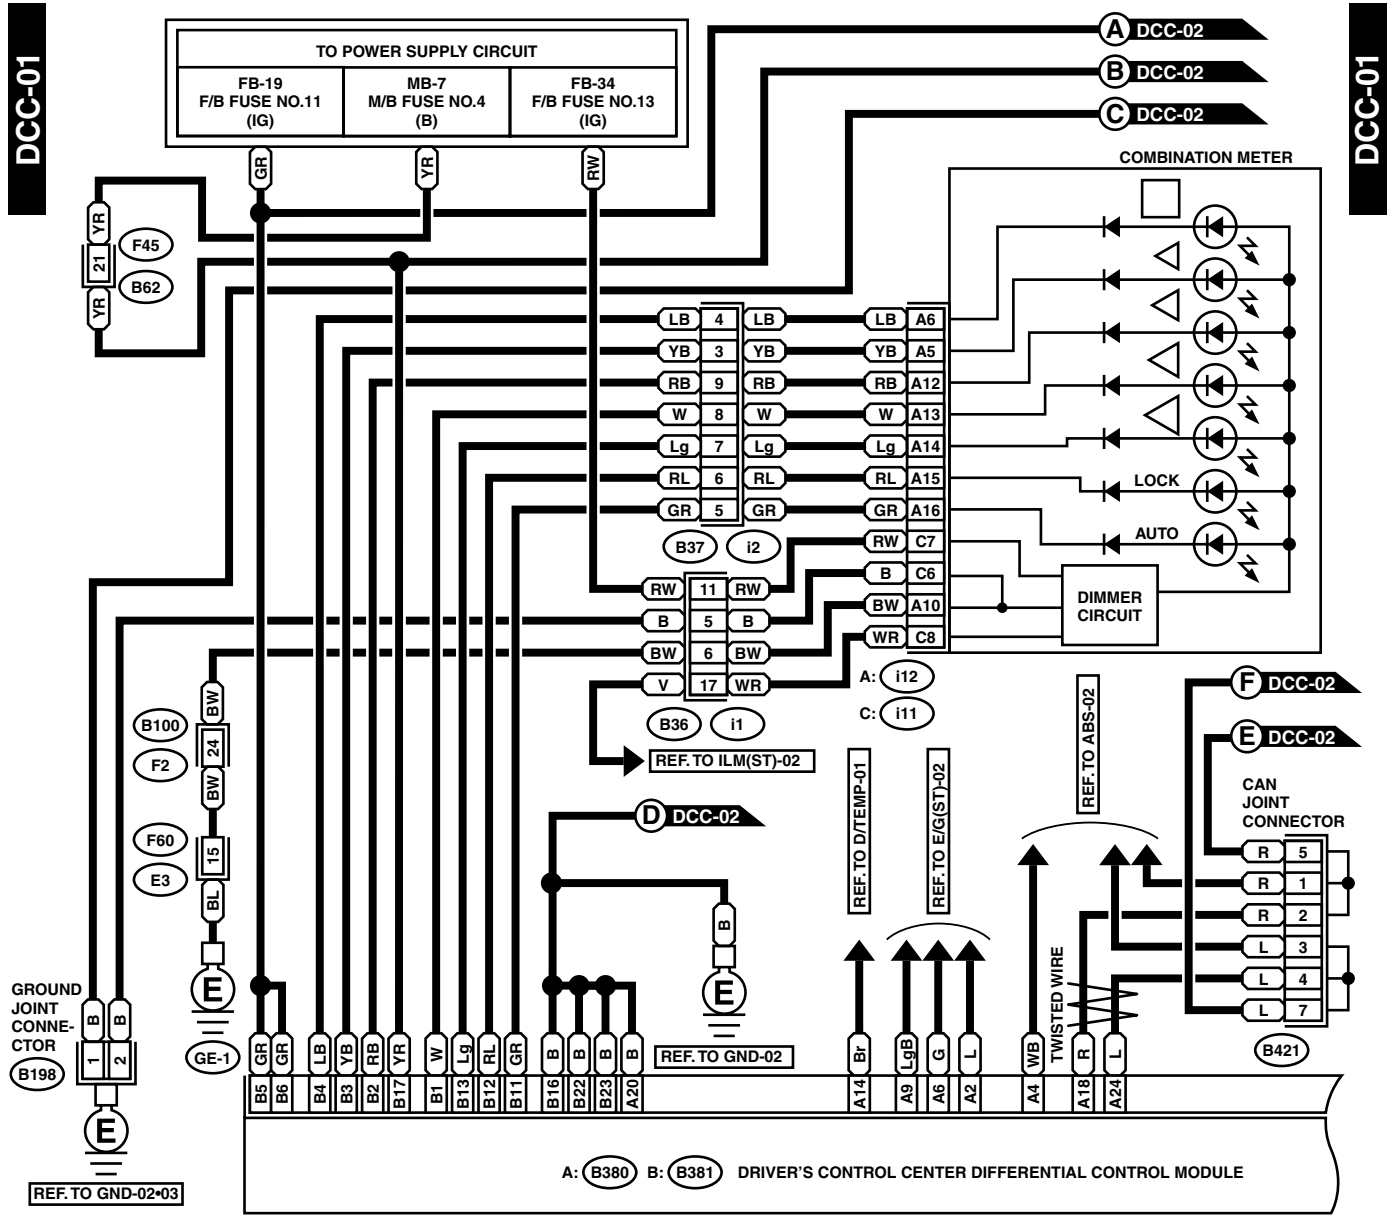 DCC-01
DCC-01
TO POWER SUPPLY CIRCUIT
FB-19
F/B FUSE NO.11
(IG)
MB-7
M/B FUSE NO.4
(B)
FB-34
F/B FUSE NO.13
(IG)
A DCC-02
B DCC-02
C DCC-02
GR
YR
RW
COMBINATION METER
YR
21
YR
F45
B62
LB 4 LB LB A6
YB 3 YB YB A5
RB 9 RB RB A12
W 8 W W A13
Lg 7 Lg Lg A14
RL 6 RL RL A15
GR 5 GR GR A16
RW C7
B C6
BW A10
WR C8
LOCK
AUTO
DIMMER
CIRCUIT
B37
i2
RW 11 RW
B 5 B
BW 6 BW
V 17 WR
B36
i1
A: i12
C: i11
REF. TO ILM(ST)-02
BW
B100
24
F2
BW
F60
15
E3
BL
E
GE-1
D DCC-02
B
E
REF. TO GND-02
REF. TO D/TEMP-01
REF. TO E/G(ST)-02
REF. TO ABS-02
F DCC-02
E DCC-02
CAN
JOINT
CONNECTOR
R 5
R 1
R 2
L 3
L 4
L 7
B421
TWISTED WIRE
GROUND
JOINT
CONNE-
CTOR
B198
B B
1 2
E
REF. TO GND-02•03
GR GR LB YB RB YR W Lg RL GR B B B B Br LgB G L WB R L
B5 B6 B4 B3 B2 B17 B1 B13 B12 B11 B16 B22 B23 A20 A14 A9 A6 A2 A4 A18 A24
A: B380 B: B381 DRIVER'S CONTROL CENTER DIFFERENTIAL CONTROL MODULE